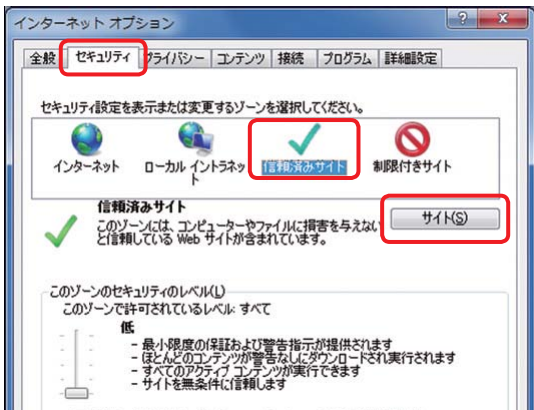 インターネット オプション
全般 セキュリティ プライバシー コンテンツ 接続 プログラム 詳細設定
セキュリティ設定を表示または変更するゾーンを選択してください。
インターネット ローカル イントラネット 信頼済みサイト 制限付きサイト
信頼済みサイト
このゾーンには、コンピューターやファイルに損害を与えない
と信頼している Web サイトが含まれています。
サイト(S)
このゾーンのセキュリティのレベル(L)
このゾーンで許可されているレベル: すべて
低
- 最小限度の保証および警告指示が提供されます
- ほとんどのコンテンツが警告なしにダウンロードされ実行されます
- すべてのアクティブ コンテンツが実行できます
- サイトを無条件に信頼します